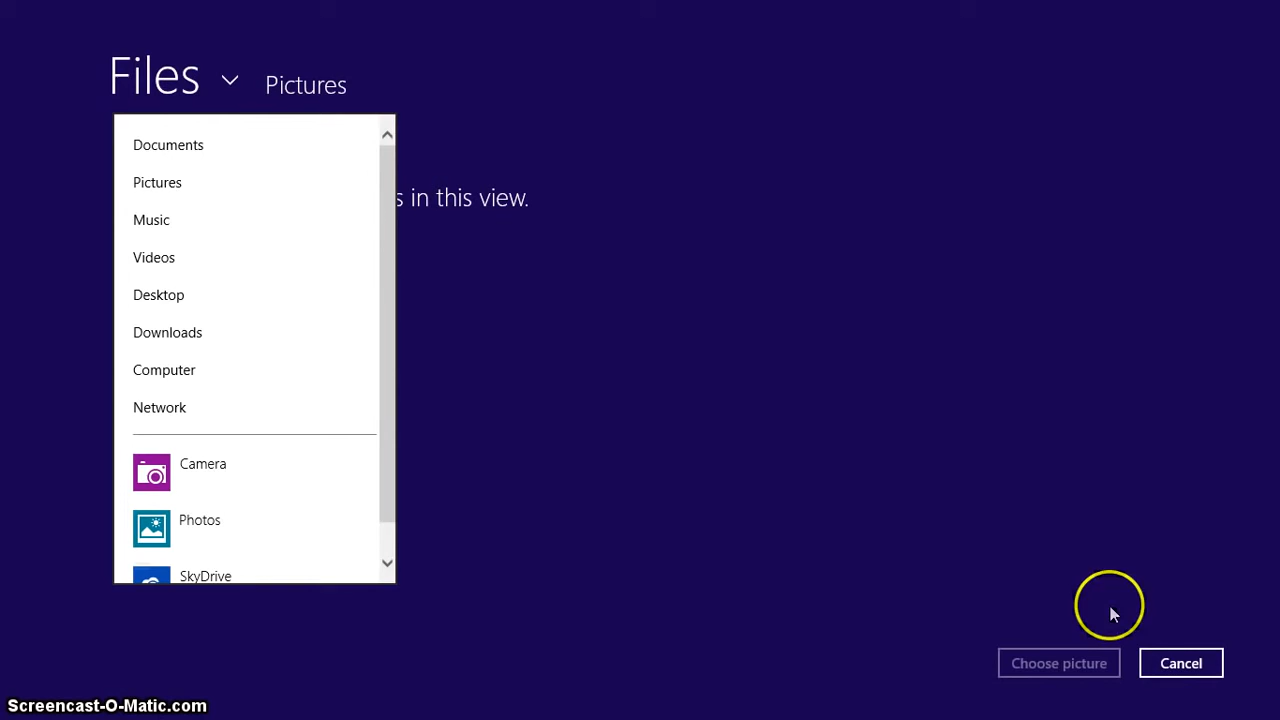 Files Pictures
Documents
Pictures
s in this view.
Music
Videos
Desktop
Downloads
Computer
Network
Camera
Photos
SkyDrive
Choose picture Cancel
Screencast-O-Matic.com